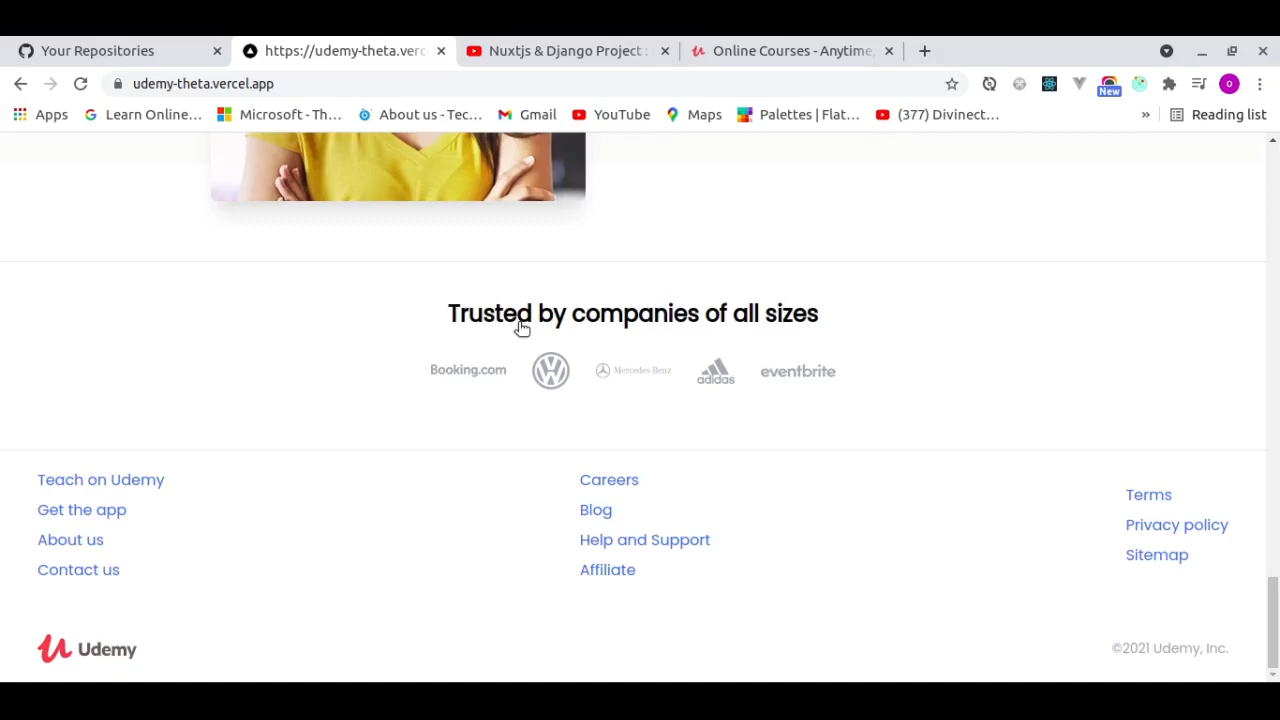 Your Repositories
https://udemy-theta.verc
Nuxtjs & Django Project :
Online Courses - Anytime,
udemy-theta.vercel.app
New
o
Apps
Learn Online...
Microsoft - Th...
About us - Tec...
Gmail
YouTube
Maps
Palettes | Flat...
(377) Divinect...
»
Reading list
Trusted by companies of all sizes
Booking.com
Mercedes-Benz
adidas
eventbrite
Teach on Udemy
Get the app
About us
Contact us
Careers
Blog
Help and Support
Affiliate
Terms
Privacy policy
Sitemap
Udemy
©2021 Udemy, Inc.